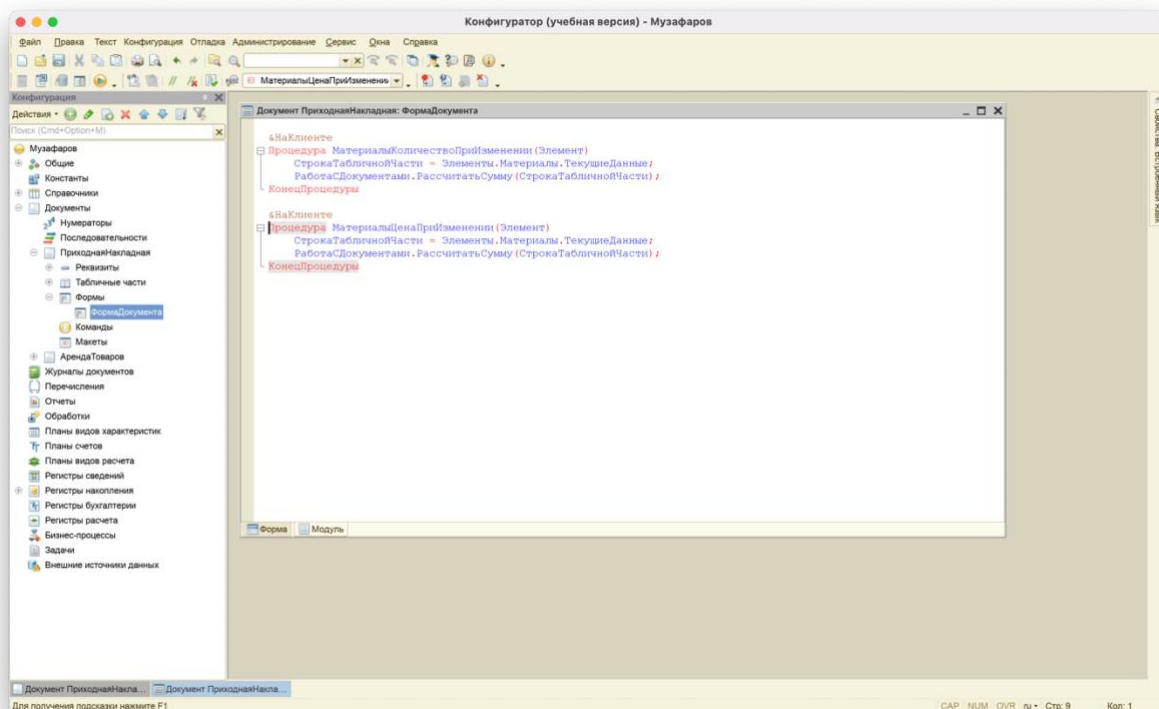 Конфигуратор (учебная версия) - Музафаров
Файл Правка Текст Конфигурация Отладка Администрирование Сервис Окна Справка
МатериалыЦенаПриИзменени
Конфигурация
Действия
Поиск (Cmd+Option+M)
Музафаров
Общие
Константы
Справочники
Документы
Нумераторы
Последовательности
ПриходнаяНакладная
Реквизиты
Табличные части
Формы
ФормаДокумента
Команды
Макеты
АрендаТоваров
Журналы документов
Перечисления
Отчеты
Обработки
Планы видов характеристик
Планы счетов
Планы видов расчета
Регистры сведений
Регистры накопления
Регистры бухгалтерии
Регистры расчета
Бизнес-процессы
Задачи
Внешние источники данных
Документ ПриходнаяНакладная: ФормаДокумента
&НаКлиенте
Процедура МатериалыКоличествоПриИзменении(Элемент)
СтрокаТабличнойЧасти = Элементы.Материалы.ТекущиеДанные;
РаботаСДокументами.РассчитатьСумму(СтрокаТабличнойЧасти);
КонецПроцедуры
&НаКлиенте
Процедура МатериалыЦенаПриИзменении(Элемент)
СтрокаТабличнойЧасти = Элементы.Материалы.ТекущиеДанные;
РаботаСДокументами.РассчитатьСумму(СтрокаТабличнойЧасти);
КонецПроцедуры
Форма Модуль
Свойства: Встроенный язык
Документ ПриходнаяНакла... Документ ПриходнаяНакла...
Для получения подсказки нажмите F1 CAP NUM OVR ru Стр: 9 Кол: 1